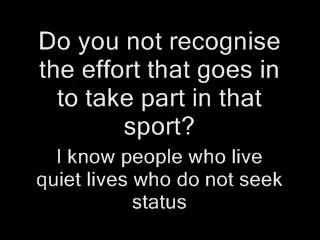 Do you not recognise
the effort that goes in
to take part in that
sport?
I know people who live
quiet lives who do not seek
status